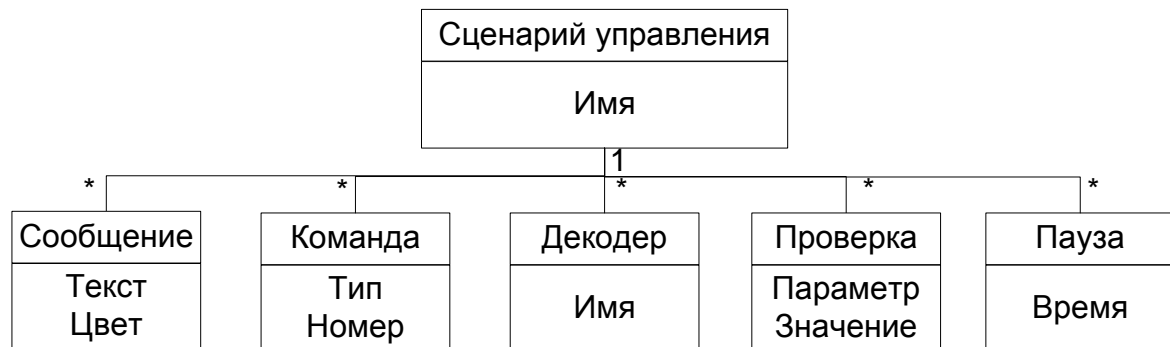 Сценарий управления
Имя
1
* * * * *
Сообщение Команда Декодер Проверка Пауза
Текст
Цвет
Тип
Номер
Имя
Параметр
Значение
Время